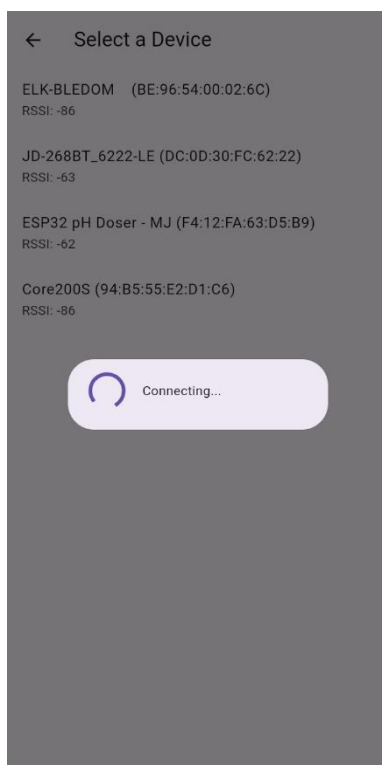 Select a Device
ELK-BLEDOM (BE:96:54:00:02:6C)
RSSI: -86
JD-268BT_6222-LE (DC:0D:30:FC:62:22)
RSSI: -63
ESP32 pH Doser - MJ (F4:12:FA:63:D5:B9)
RSSI: -62
Core200S (94:B5:55:E2:D1:C6)
RSSI: -86
Connecting...